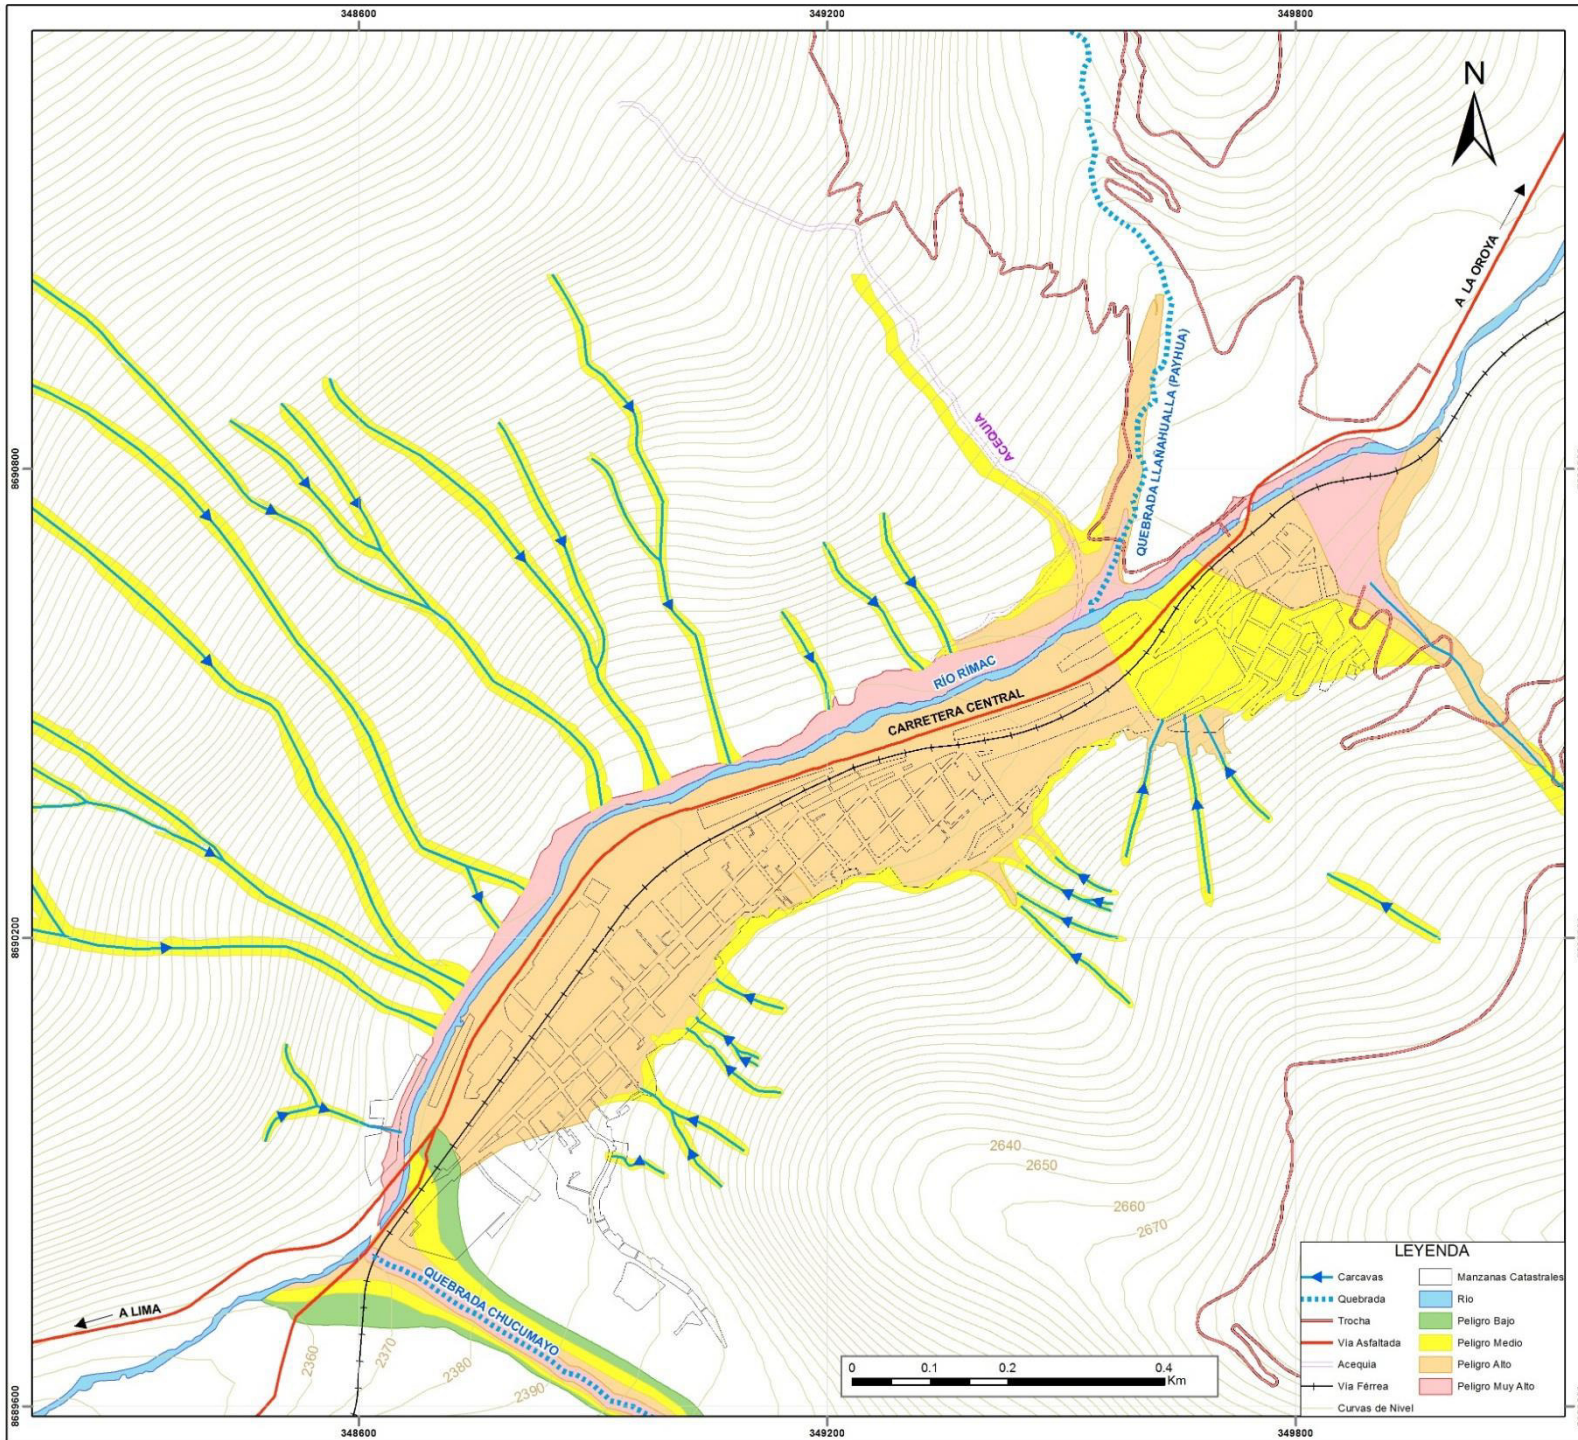 348600
349200
349800
N
A LA OROYA
8690800
ACEQUIA
QUEBRADA LLAÑAHUALLA (PAYHUA)
RÍO RÍMAC
CARRETERA CENTRAL
8690200
2640
2650
2660
2670
QUEBRADA CHUCUMAYO
A LIMA
2360
2370
2380
2390
8689600
0 0.1 0.2 0.4
Km
LEYENDA
Carcavas
Quebrada
Trocha
Vía Asfaltada
Acequia
Vía Férrea
Curvas de Nivel
Manzanas Catastrales
Río
Peligro Bajo
Peligro Medio
Peligro Alto
Peligro Muy Alto
348600
349200
349800